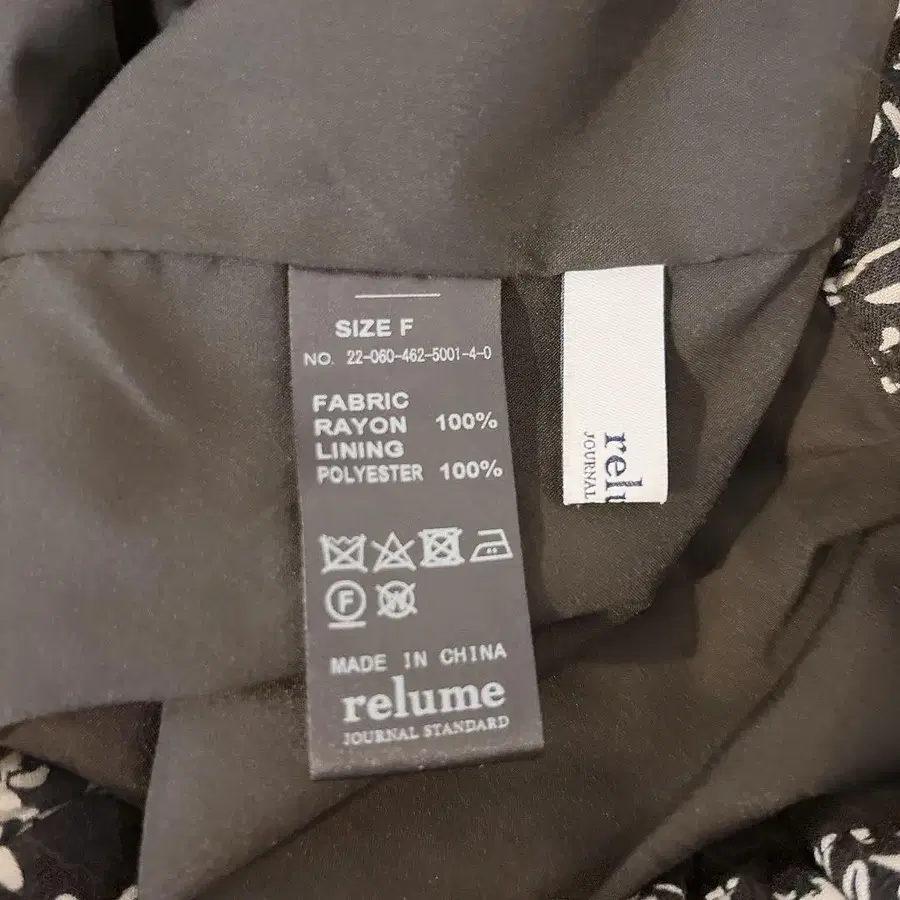 SIZE F
NO. 22-060-462-5001-4-0
FABRIC
RAYON 100%
LINING
POLYESTER 100%
F
W
MADE IN CHINA
relume
JOURNAL STANDARD
relu
JOURNAL